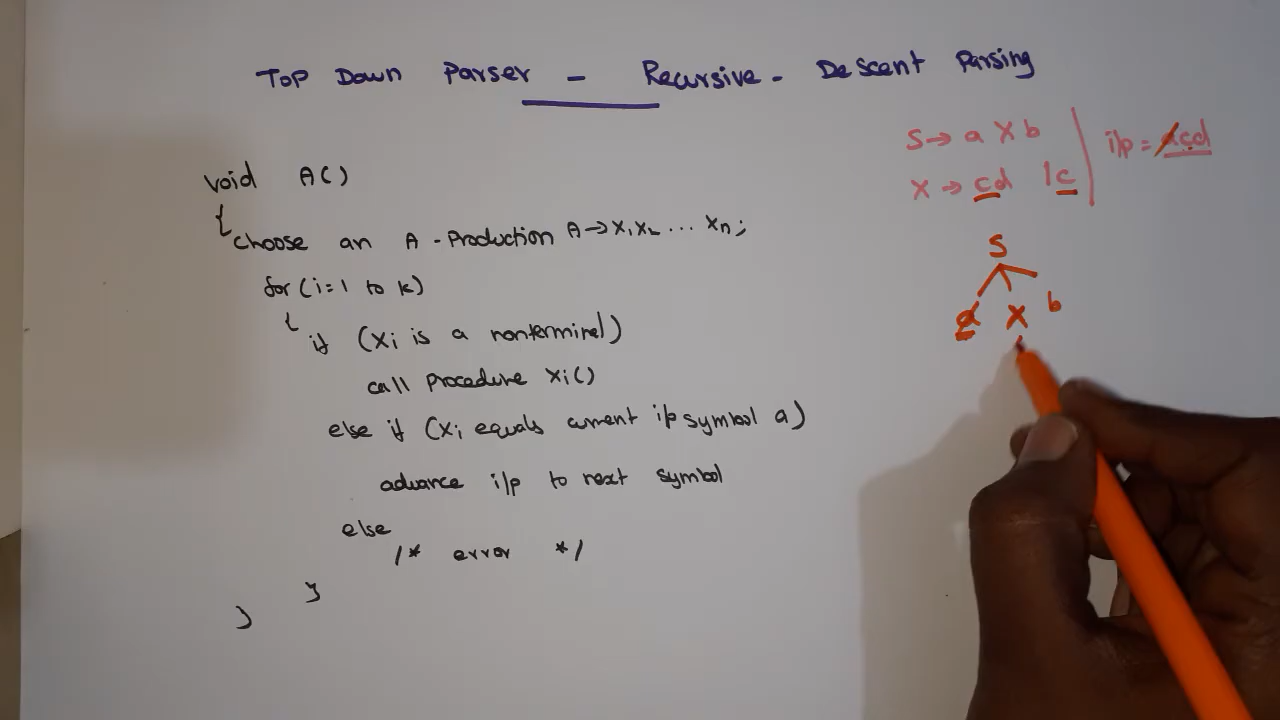 Top Down Parser - Recursive - Descent Parsing
void A()
{
choose an A - Production A→X₁X₂ ... Xn;
for (i=1 to k)
{
if (Xi is a nonterminal)
call Procedure Xi()
else if (Xi equals current i/p symbol a)
advance i/p to next symbol
else
/* error */
}
}
S → a X b
X → cd | c
i/p = acd
S
a X b